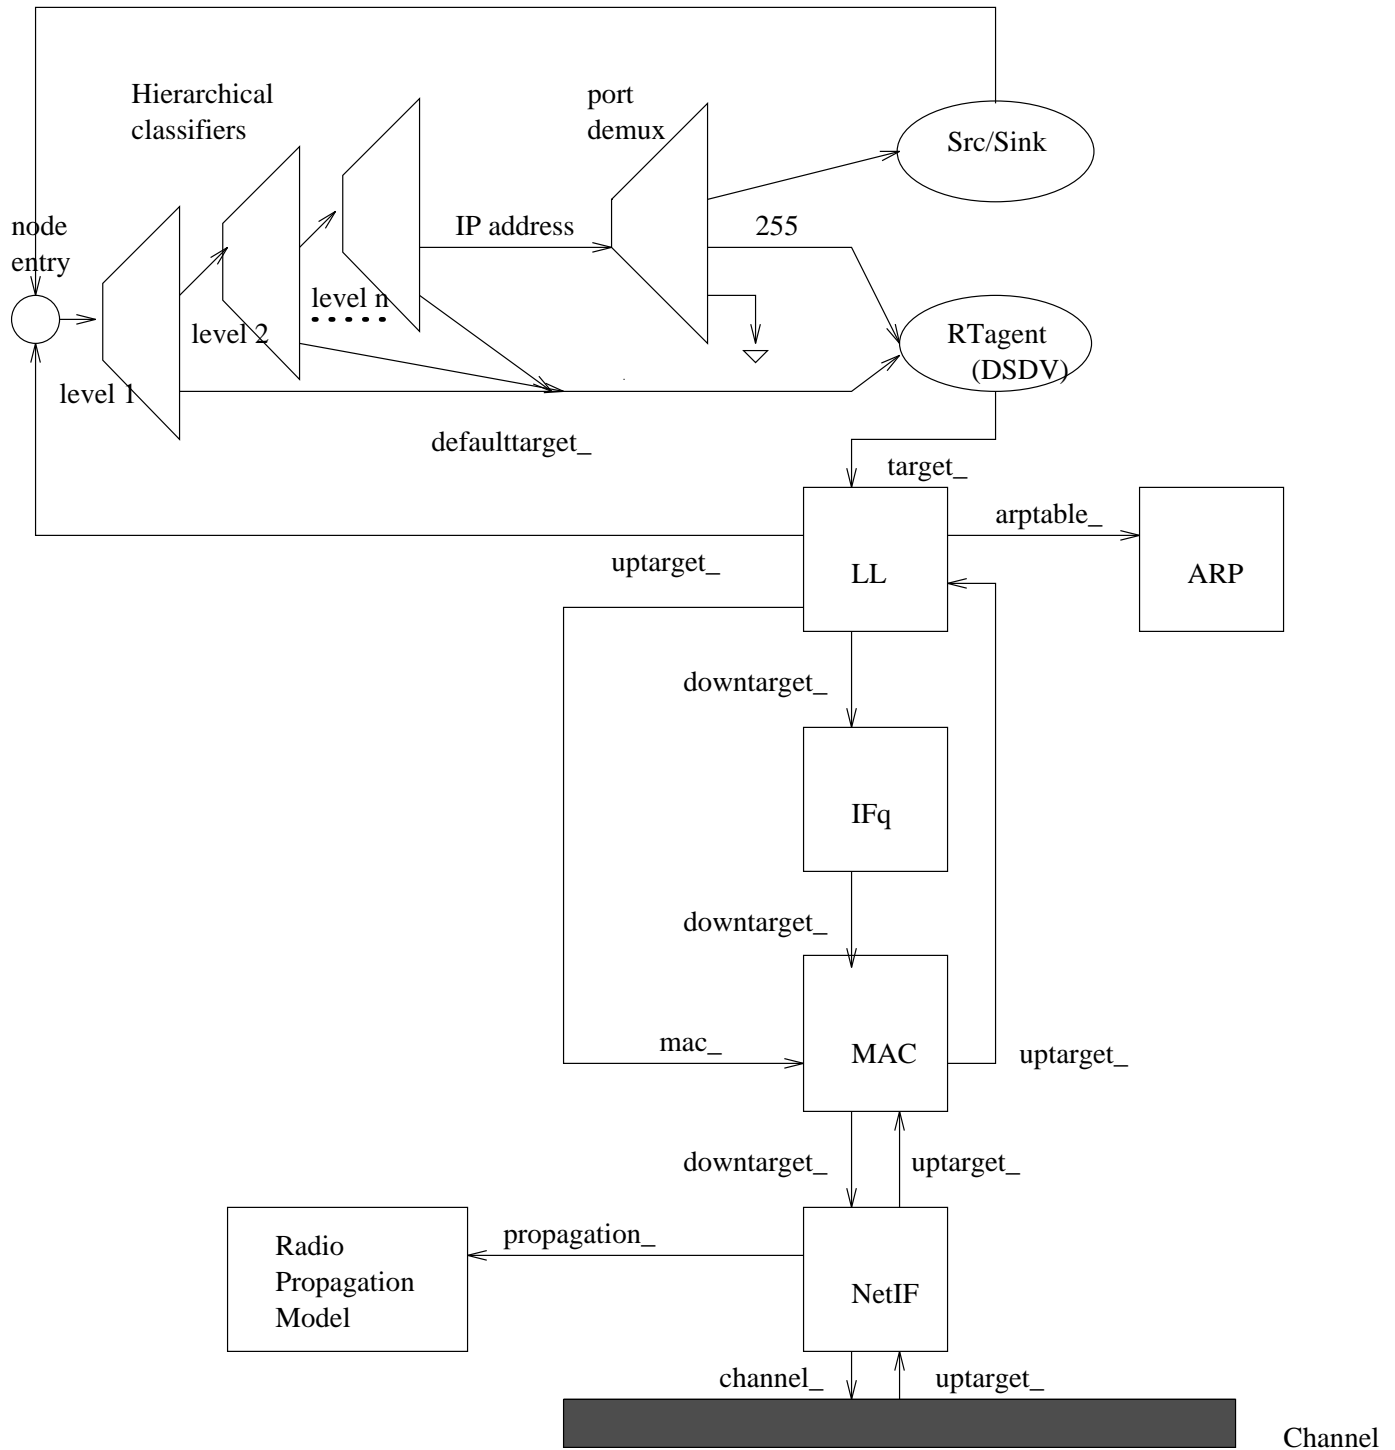 Hierarchical
classifiers
port
demux
Src/Sink
node
entry
IP address
255
level n
level 2
level 1
RTagent
(DSDV)
defaulttarget_
target_
arptable_
uptarget_
LL
ARP
downtarget_
IFq
downtarget_
mac_
MAC
uptarget_
downtarget_
uptarget_
Radio
Propagation
Model
propagation_
NetIF
channel_
uptarget_
Channel